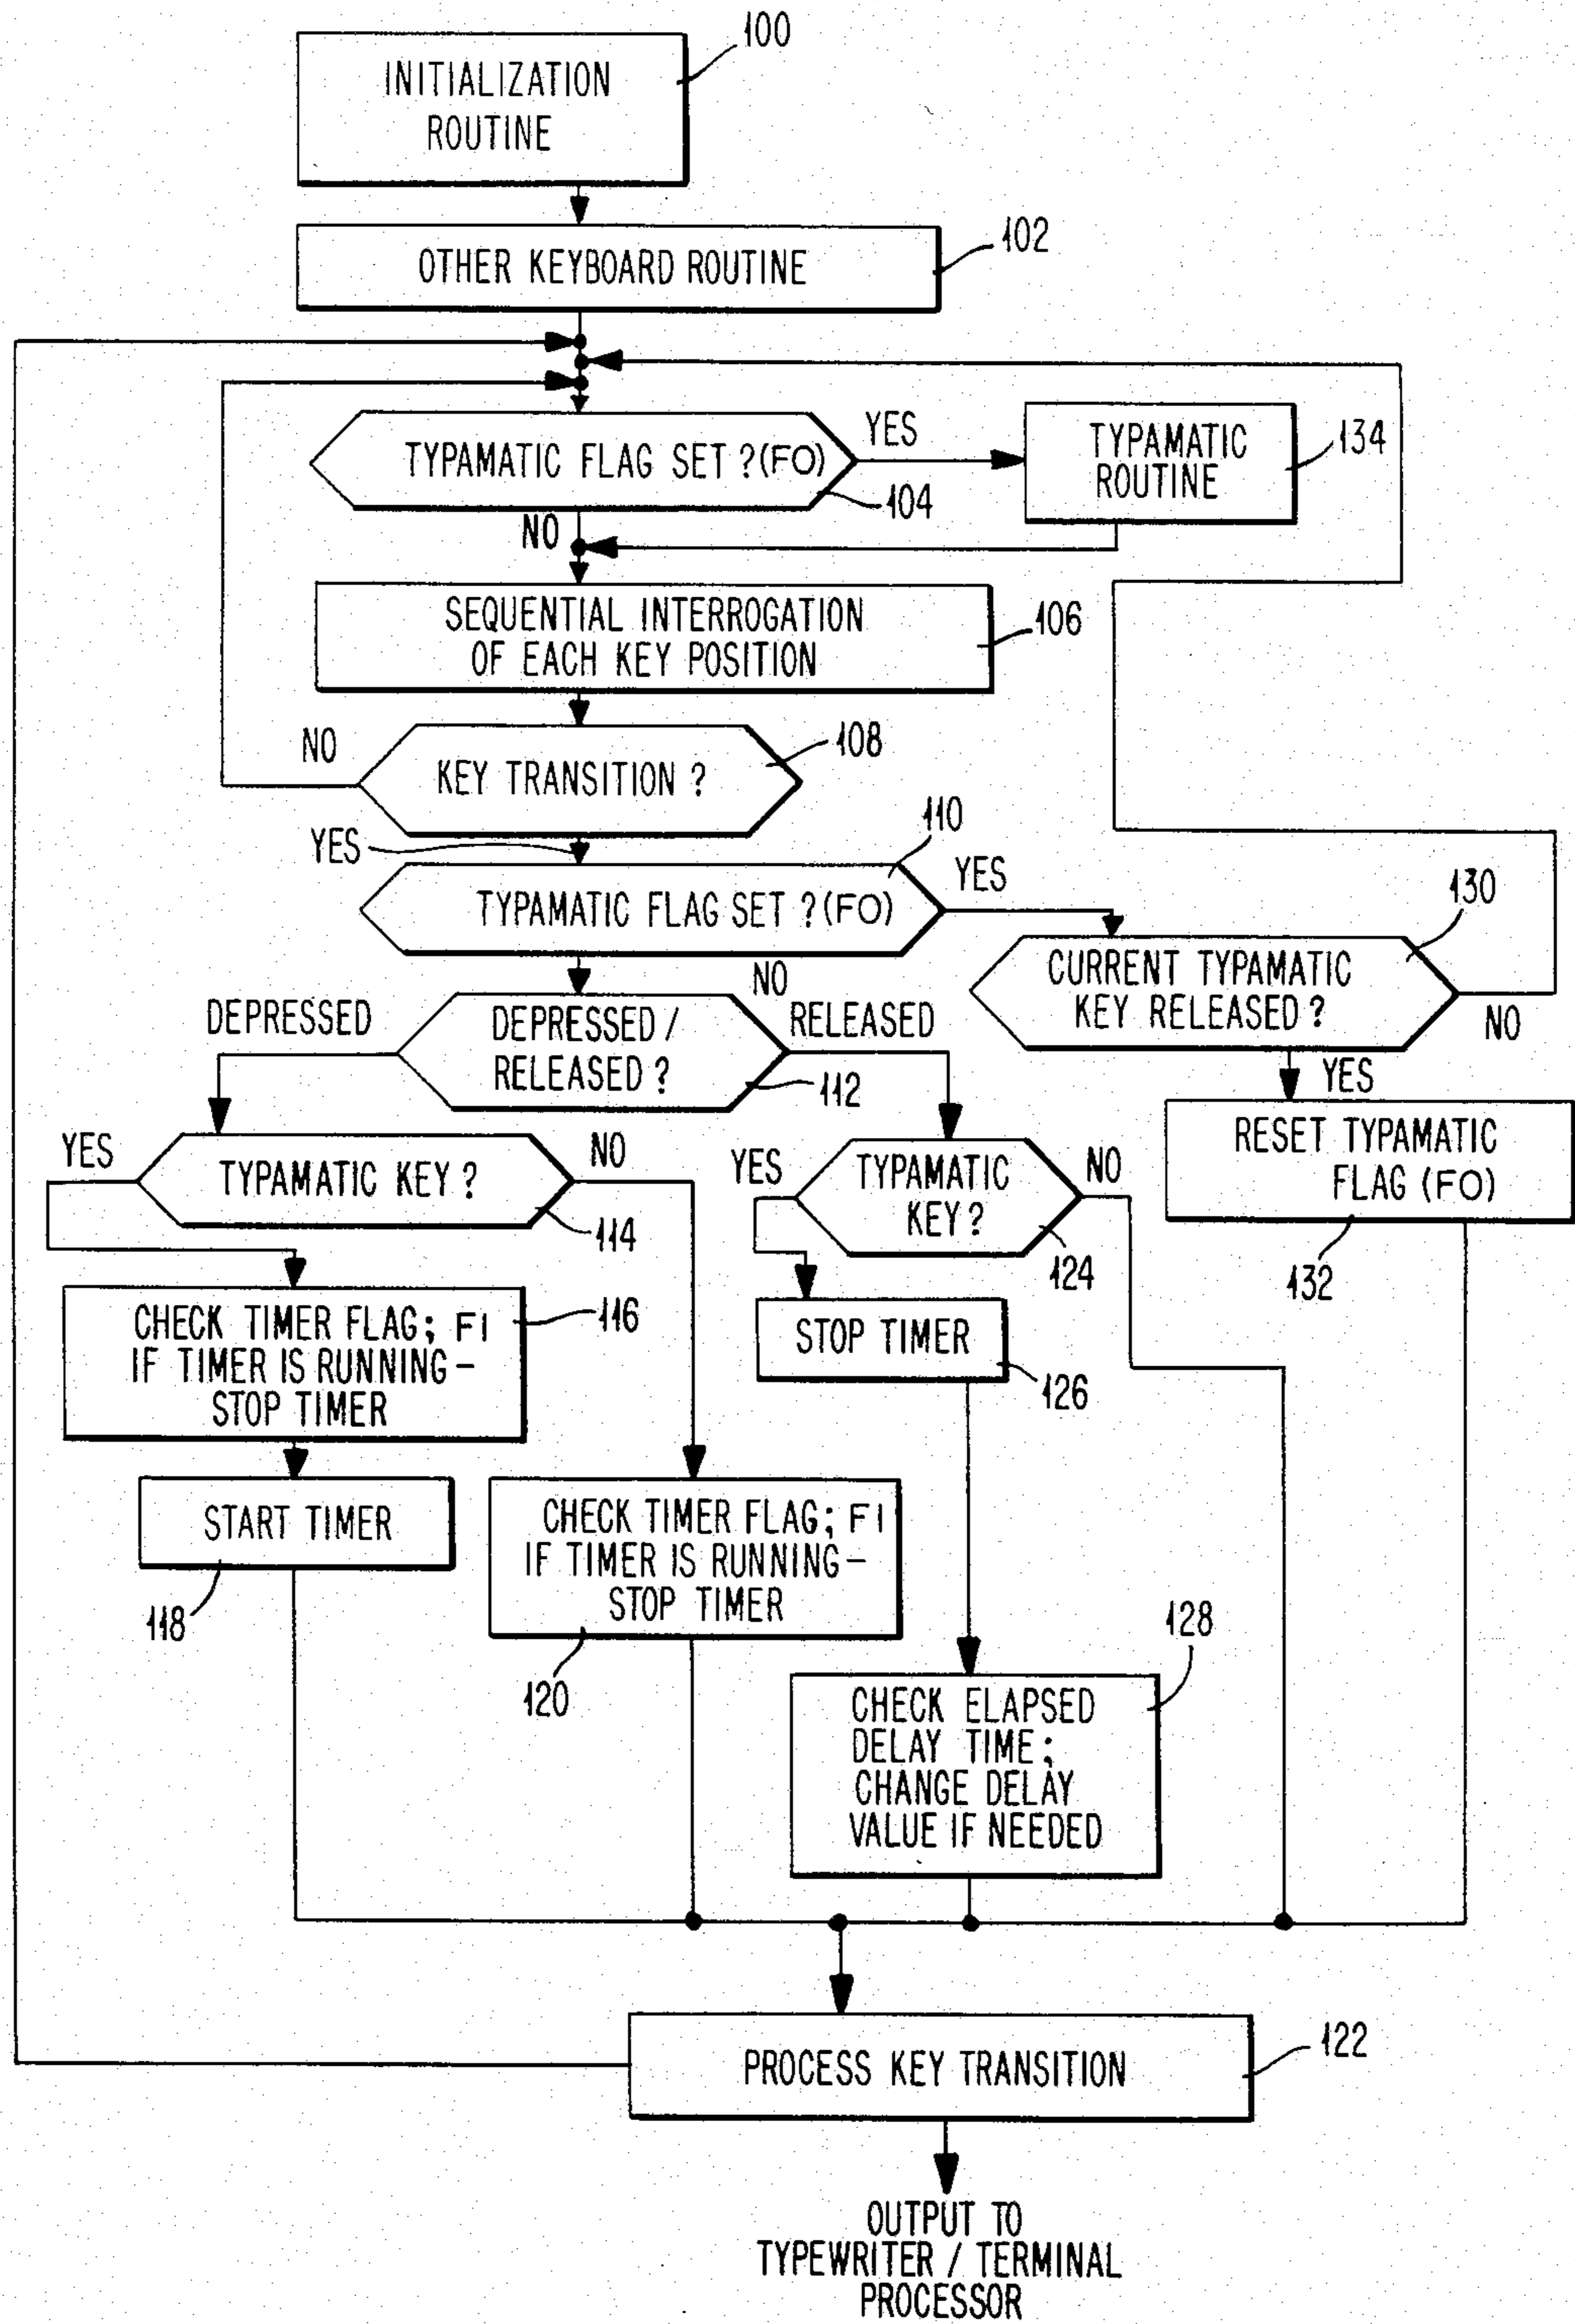 100
INITIALIZATION
ROUTINE
102
OTHER KEYBOARD ROUTINE
TYPAMATIC FLAG SET ? (FO)
YES
104
NO
TYPAMATIC
ROUTINE
134
SEQUENTIAL INTERROGATION
OF EACH KEY POSITION
106
NO
KEY TRANSITION ?
108
YES
110
TYPAMATIC FLAG SET ? (FO)
YES
NO
130
CURRENT TYPAMATIC
KEY RELEASED ?
NO
YES
DEPRESSED
DEPRESSED /
RELEASED ?
RELEASED
112
RESET TYPAMATIC
FLAG (FO)
132
YES
TYPAMATIC KEY ?
NO
114
YES
TYPAMATIC
KEY ?
NO
124
CHECK TIMER FLAG; F1
IF TIMER IS RUNNING –
STOP TIMER
116
STOP TIMER
126
START TIMER
118
CHECK TIMER FLAG; F1
IF TIMER IS RUNNING –
STOP TIMER
120
128
CHECK ELAPSED
DELAY TIME;
CHANGE DELAY
VALUE IF NEEDED
PROCESS KEY TRANSITION
122
OUTPUT TO
TYPEWRITER / TERMINAL
PROCESSOR